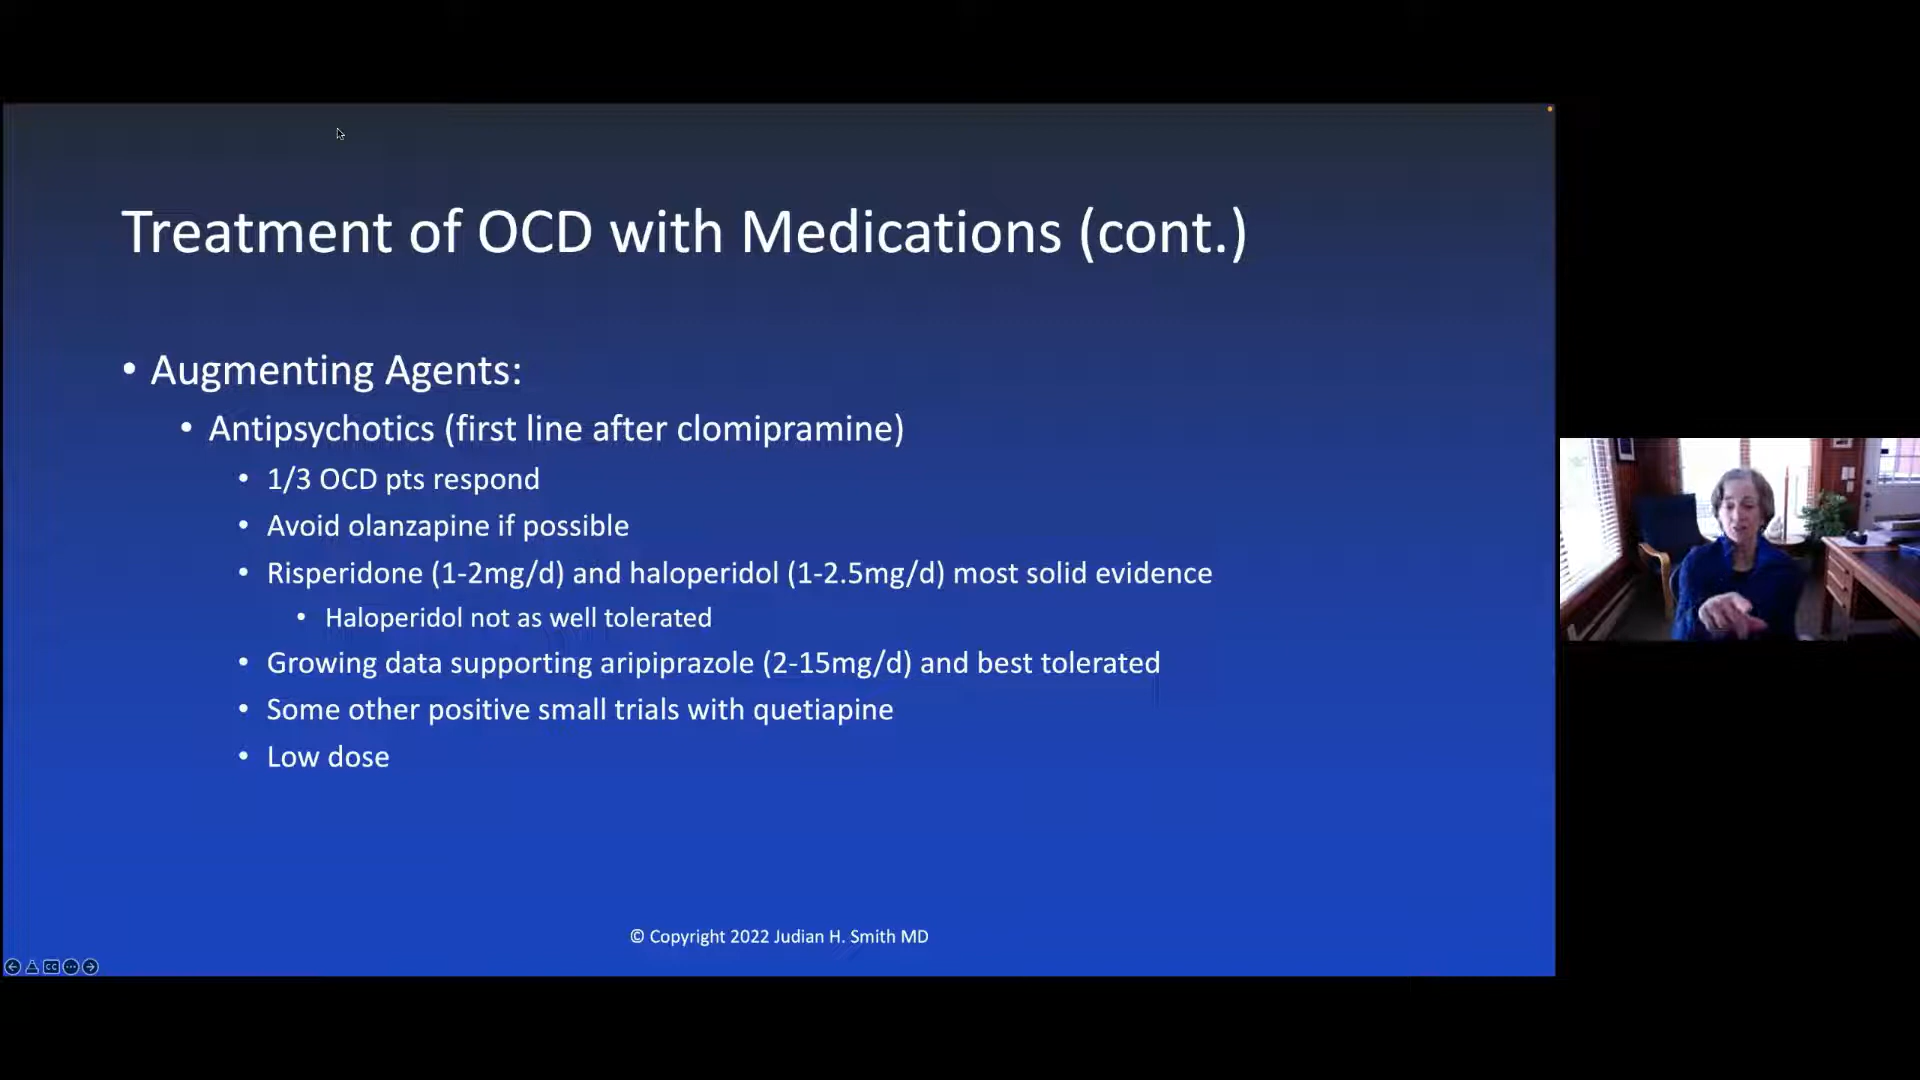 Treatment of OCD with Medications (cont.)
• Augmenting Agents:
• Antipsychotics (first line after clomipramine)
• 1/3 OCD pts respond
• Avoid olanzapine if possible
• Risperidone (1-2mg/d) and haloperidol (1-2.5mg/d) most solid evidence
• Haloperidol not as well tolerated
• Growing data supporting aripiprazole (2-15mg/d) and best tolerated
• Some other positive small trials with quetiapine
• Low dose
© Copyright 2022 Judian H. Smith MD
CC